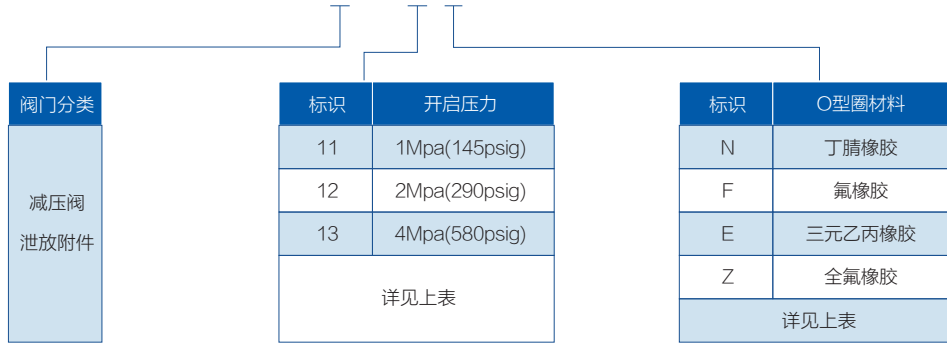 阀门分类
减压阀
泄放附件
标识 开启压力
11 1Mpa(145psig)
12 2Mpa(290psig)
13 4Mpa(580psig)
详见上表
标识 O型圈材料
N 丁腈橡胶
F 氟橡胶
E 三元乙丙橡胶
Z 全氟橡胶
详见上表